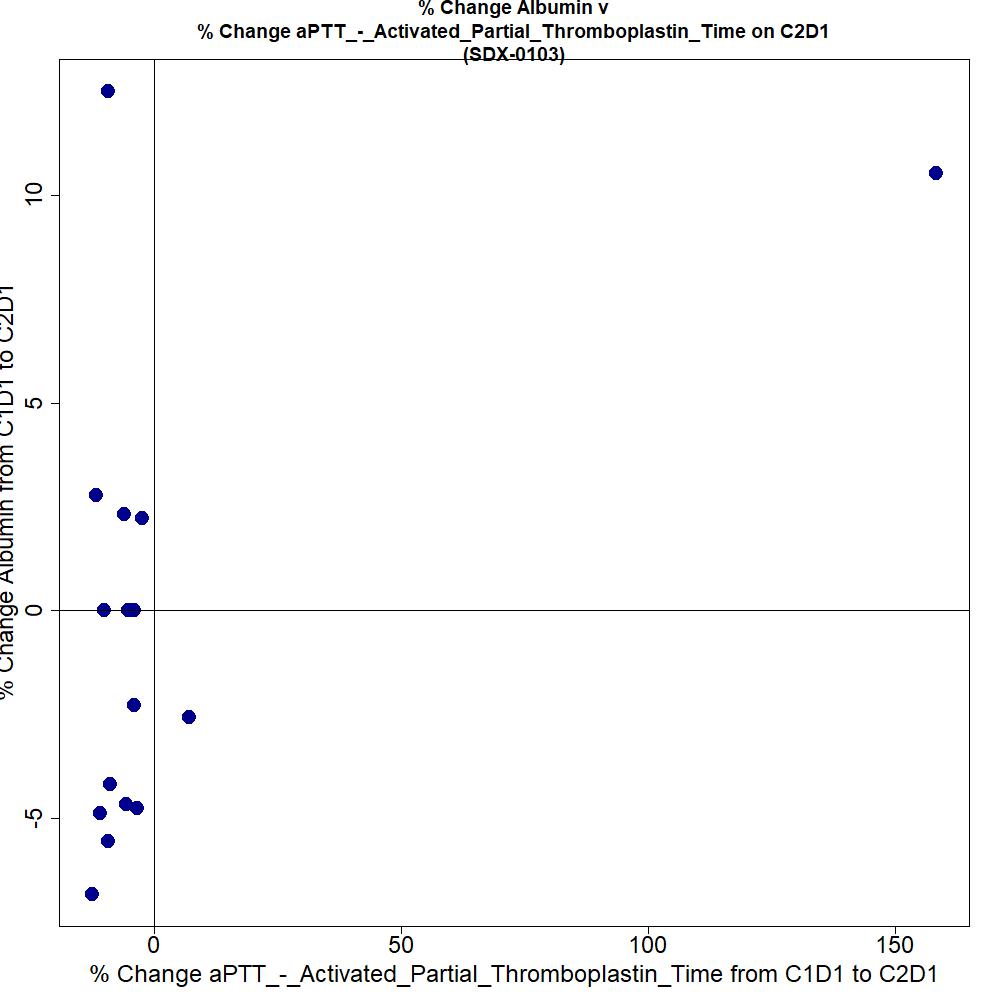 % Change Albumin v
% Change aPTT_-_Activated_Partial_Thromboplastin_Time on C2D1
(SDX-0103)
% Change Albumin from C1D1 to C2D1
10
5
0
-5
0
50
100
150
% Change aPTT_-_Activated_Partial_Thromboplastin_Time from C1D1 to C2D1